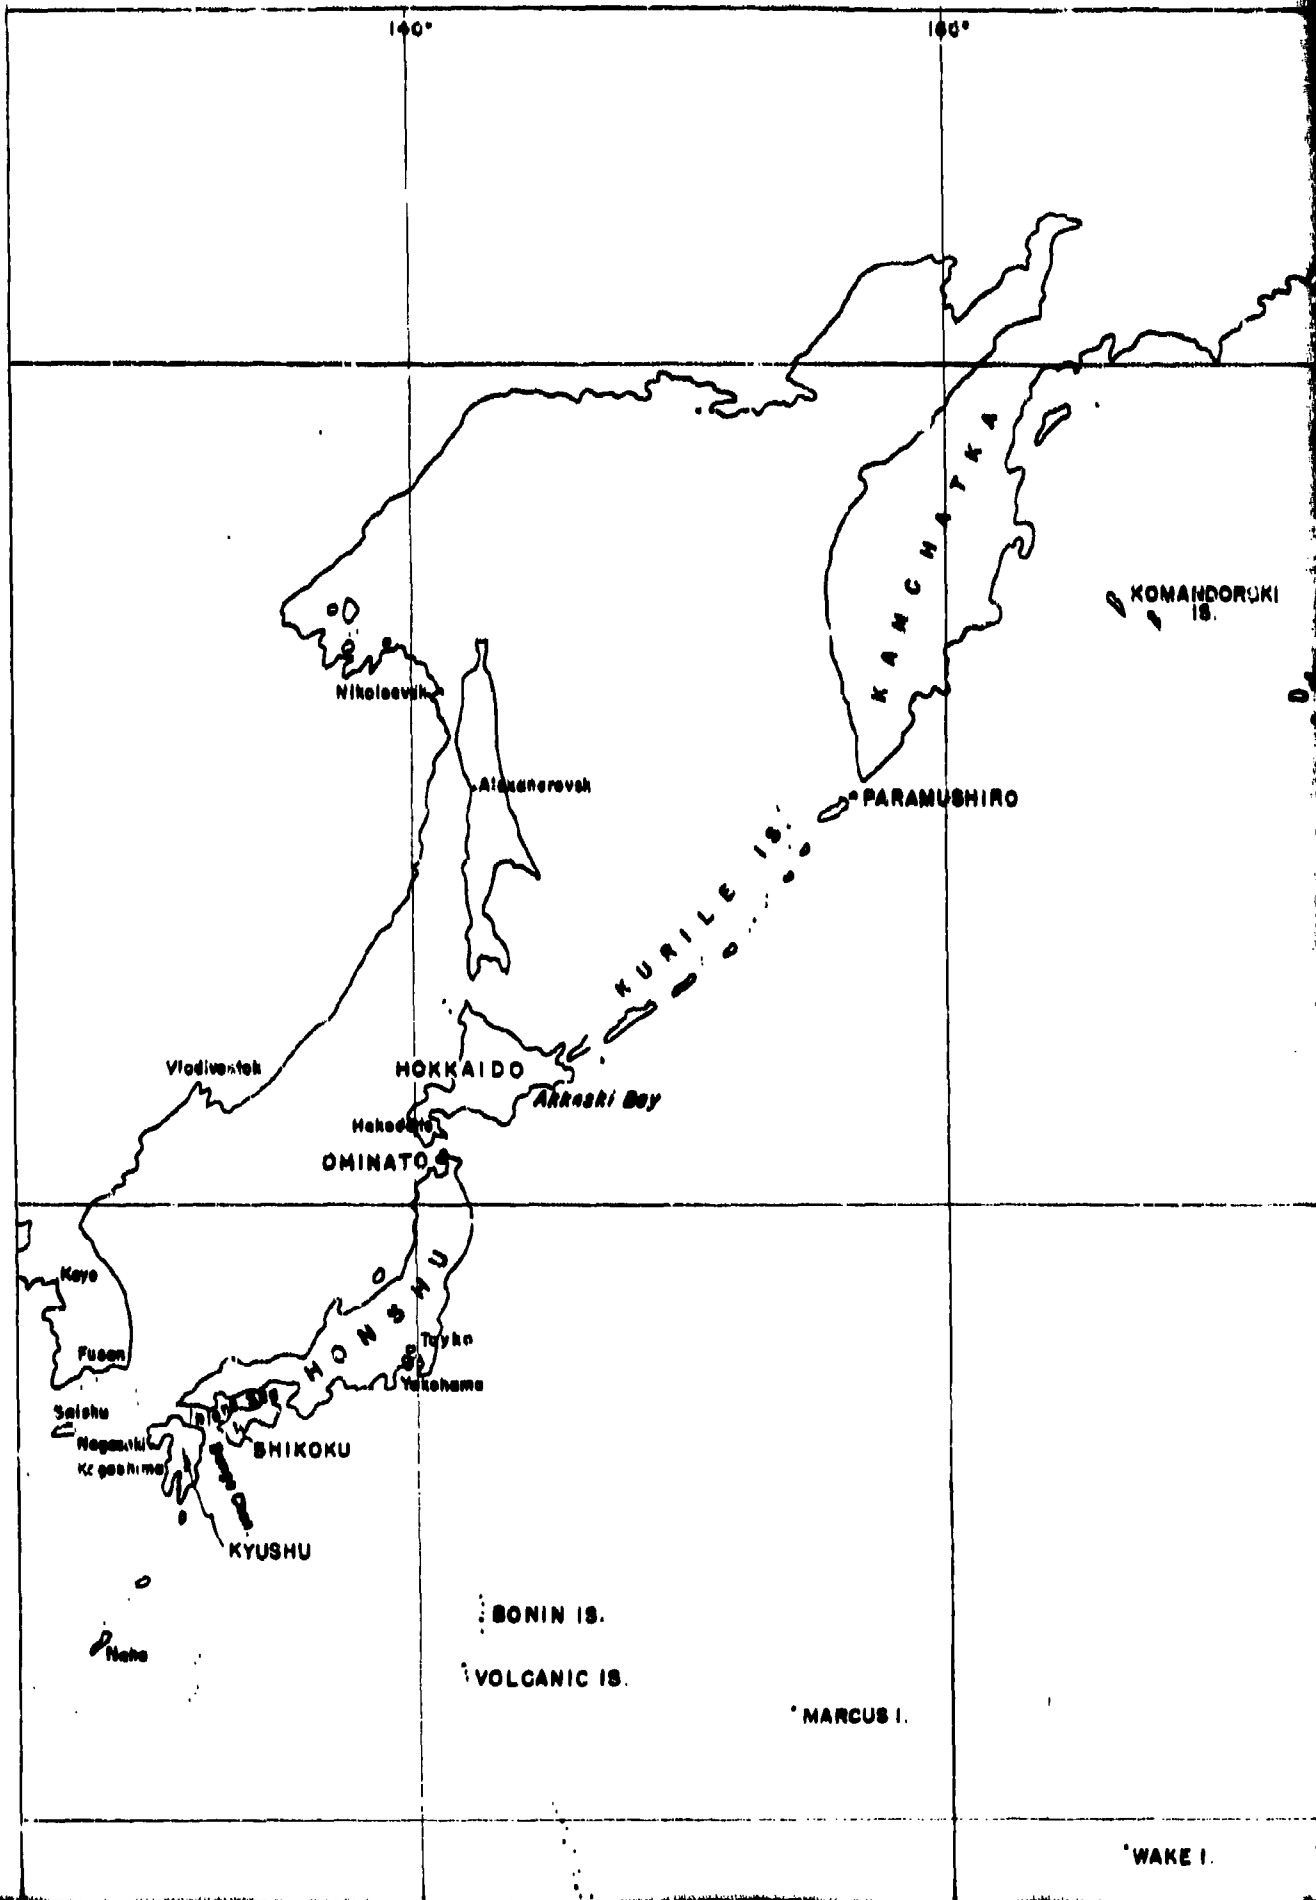 140°
160°
KAMCHATKA
KOMANDORSKI
IS.
Nikolaevsk
Alexandrovsk
PARAMUSHIRO
KURILE IS.
Vladivostok
HOKKAIDO
Akkeshi Bay
Hakodate
OMINATO
Keyo
HONSHU
Tokyo
Fusan
Yokohama
Saishu
Nagasaki
SHIKOKU
Kagoshima
KYUSHU
BONIN IS.
Naha
VOLCANIC IS.
MARCUS I.
WAKE I.